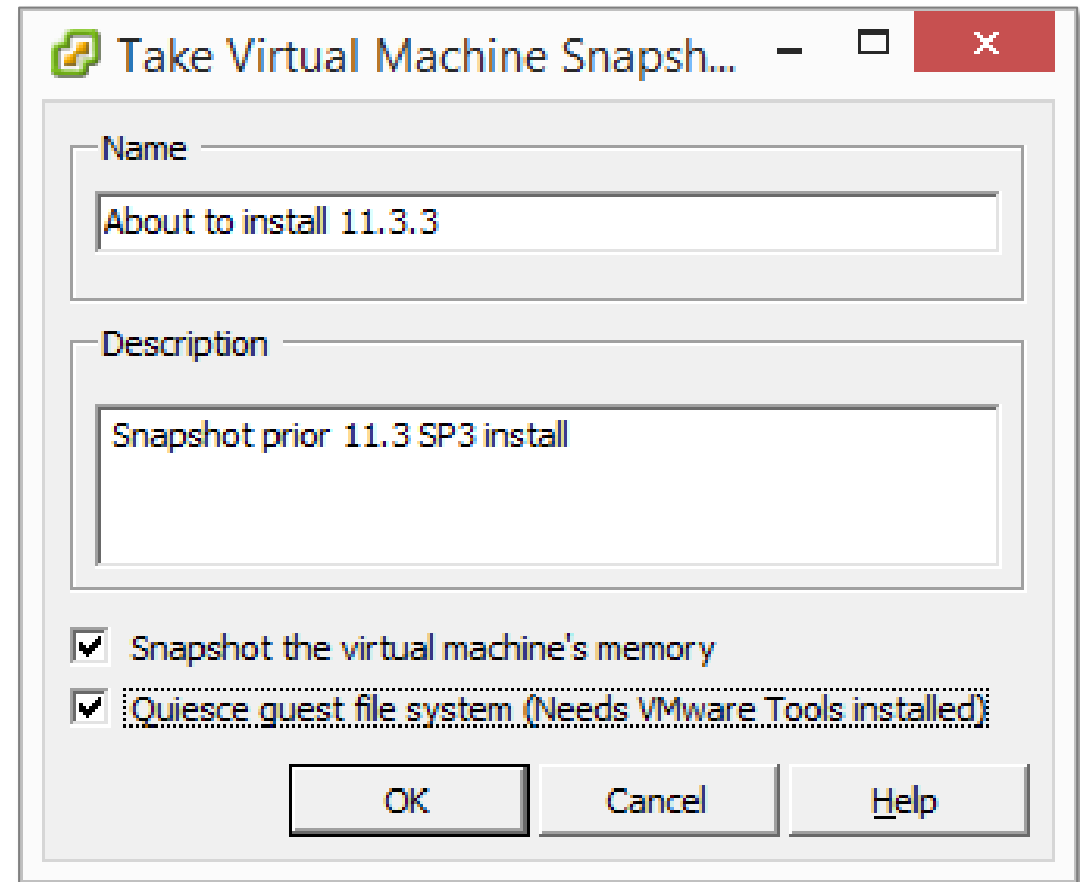 Take Virtual Machine Snapsh...
Name
About to install 11.3.3
Description
Snapshot prior 11.3 SP3 install
Snapshot the virtual machine's memory
Quiesce guest file system (Needs VMware Tools installed)
OK Cancel Help